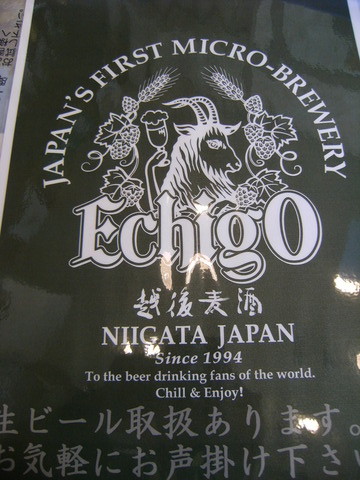 JAPAN'S FIRST MICRO-BREWERY
Echigo
越後麦酒
NIIGATA JAPAN
Since 1994
To the beer drinking fans of the world.
Chill & Enjoy!
生ビール取扱あります。
お気軽にお声掛け下さい